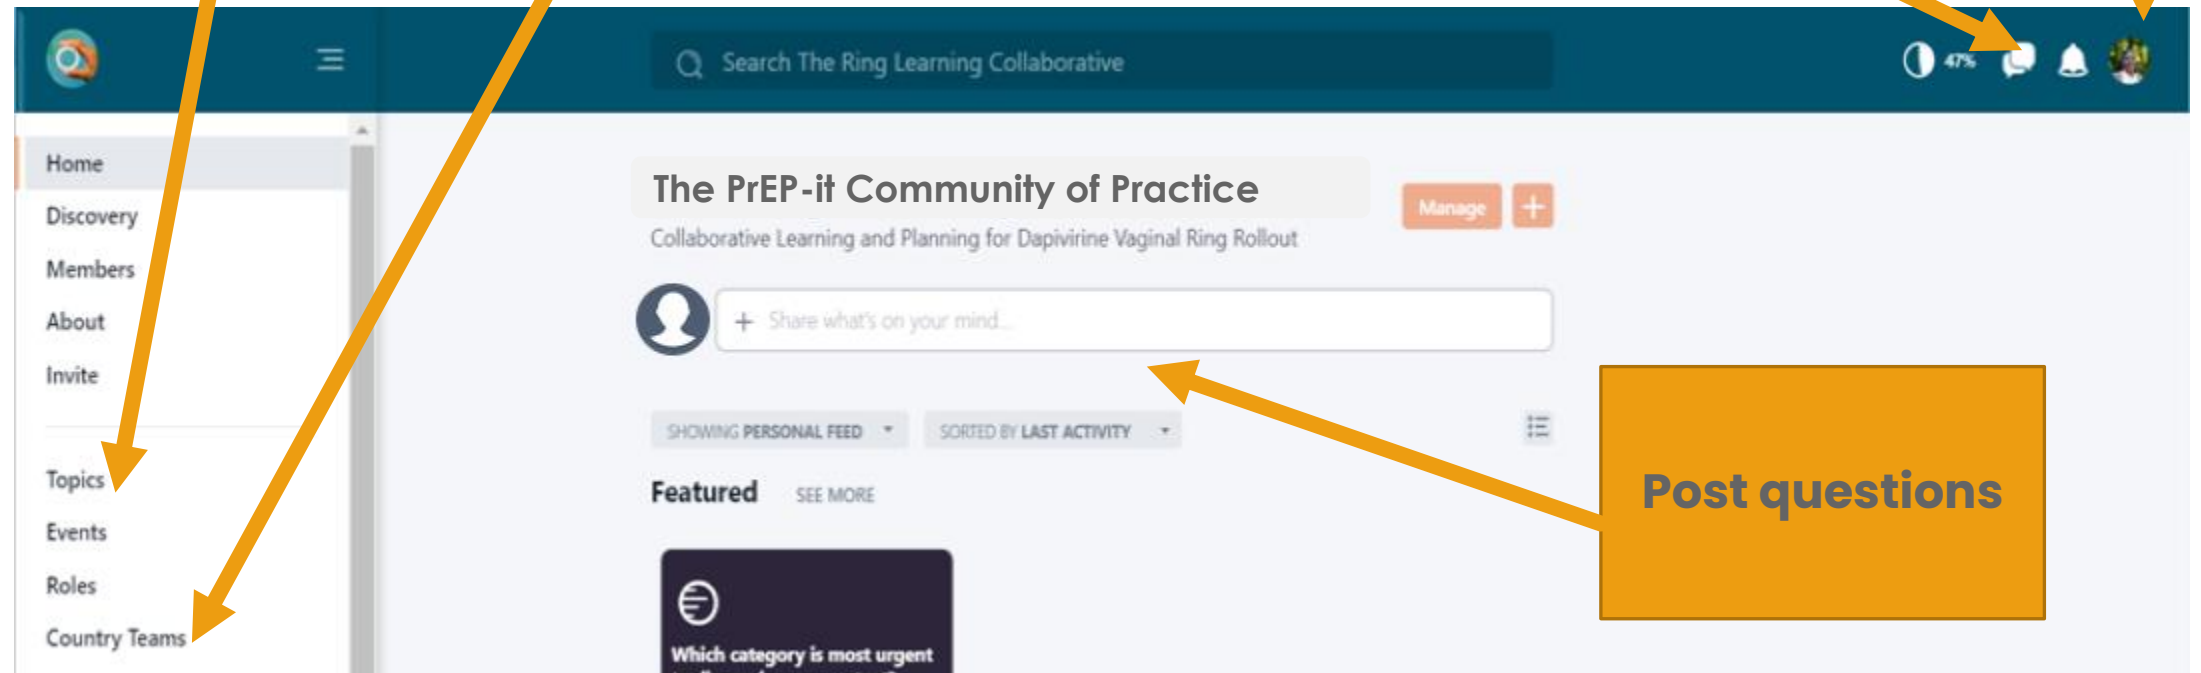 Search The Ring Learning Collaborative
47%
Home
Discovery
Members
About
Invite
Topics
Events
Roles
Country Teams
The PrEP-it Community of Practice
Manage +
Collaborative Learning and Planning for Dapivirine Vaginal Ring Rollout
+ Share what's on your mind...
SHOWING PERSONAL FEED SORTED BY LAST ACTIVITY
Featured SEE MORE
Which category is most urgent
Post questions